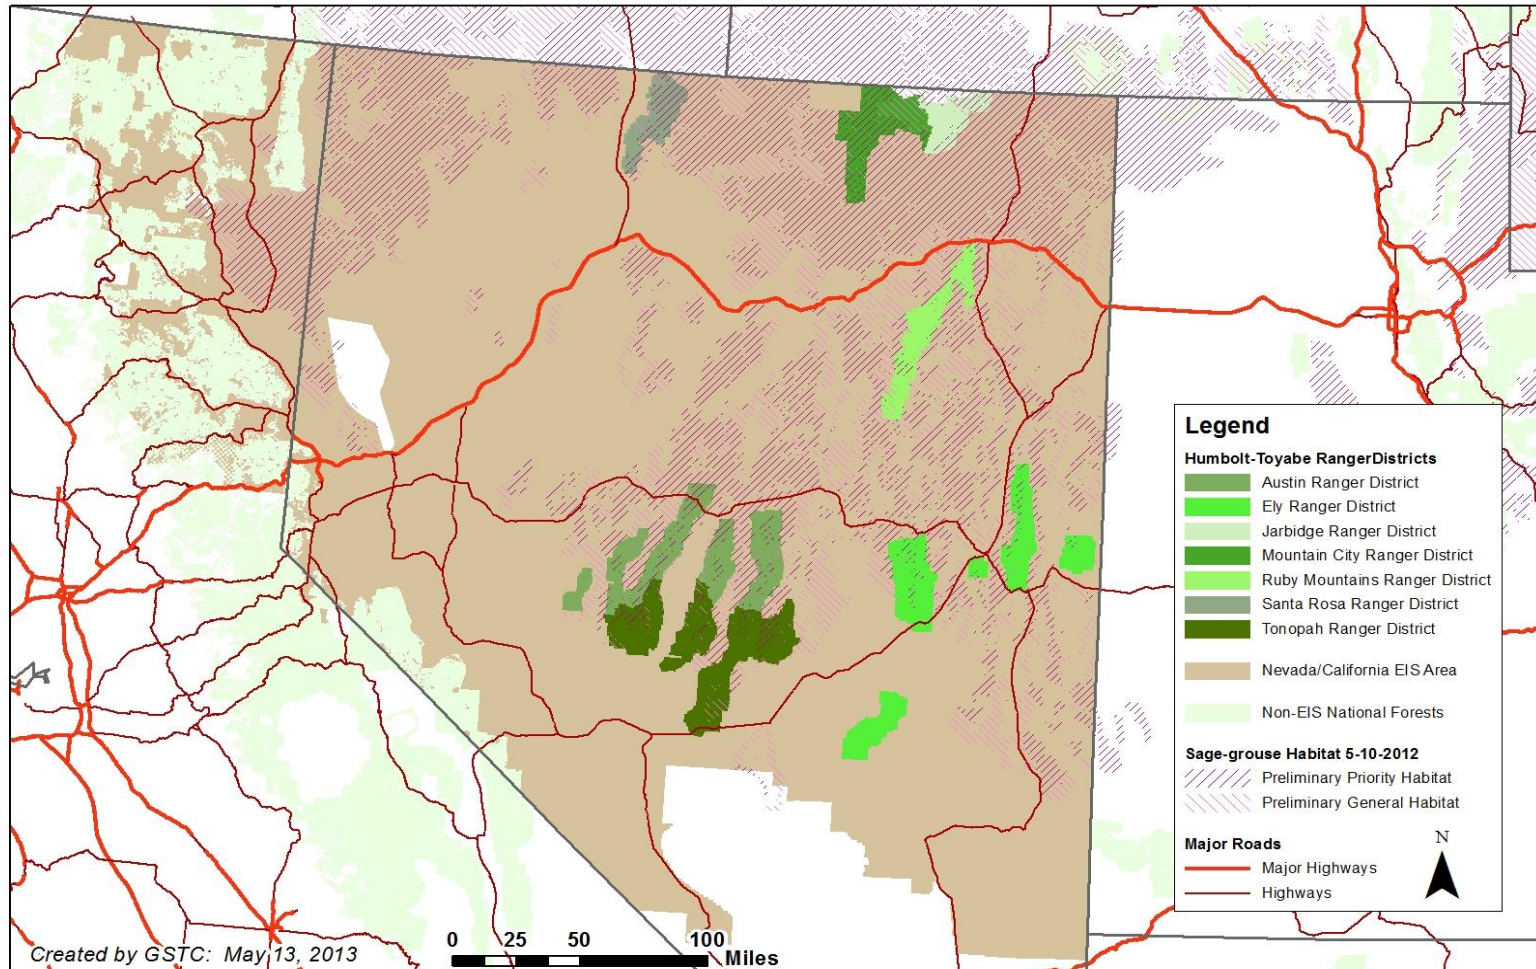 Legend
Humbolt-Toyabe RangerDistricts
Austin Ranger District
Ely Ranger District
Jarbidge Ranger District
Mountain City Ranger District
Ruby Mountains Ranger District
Santa Rosa Ranger District
Tonopah Ranger District
Nevada/California EIS Area
Non-EIS National Forests
Sage-grouse Habitat 5-10-2012
Preliminary Priority Habitat
Preliminary General Habitat
Major Roads
Major Highways
Highways
N
Created by GSTC: May 13, 2013
0 25 50 100
Miles